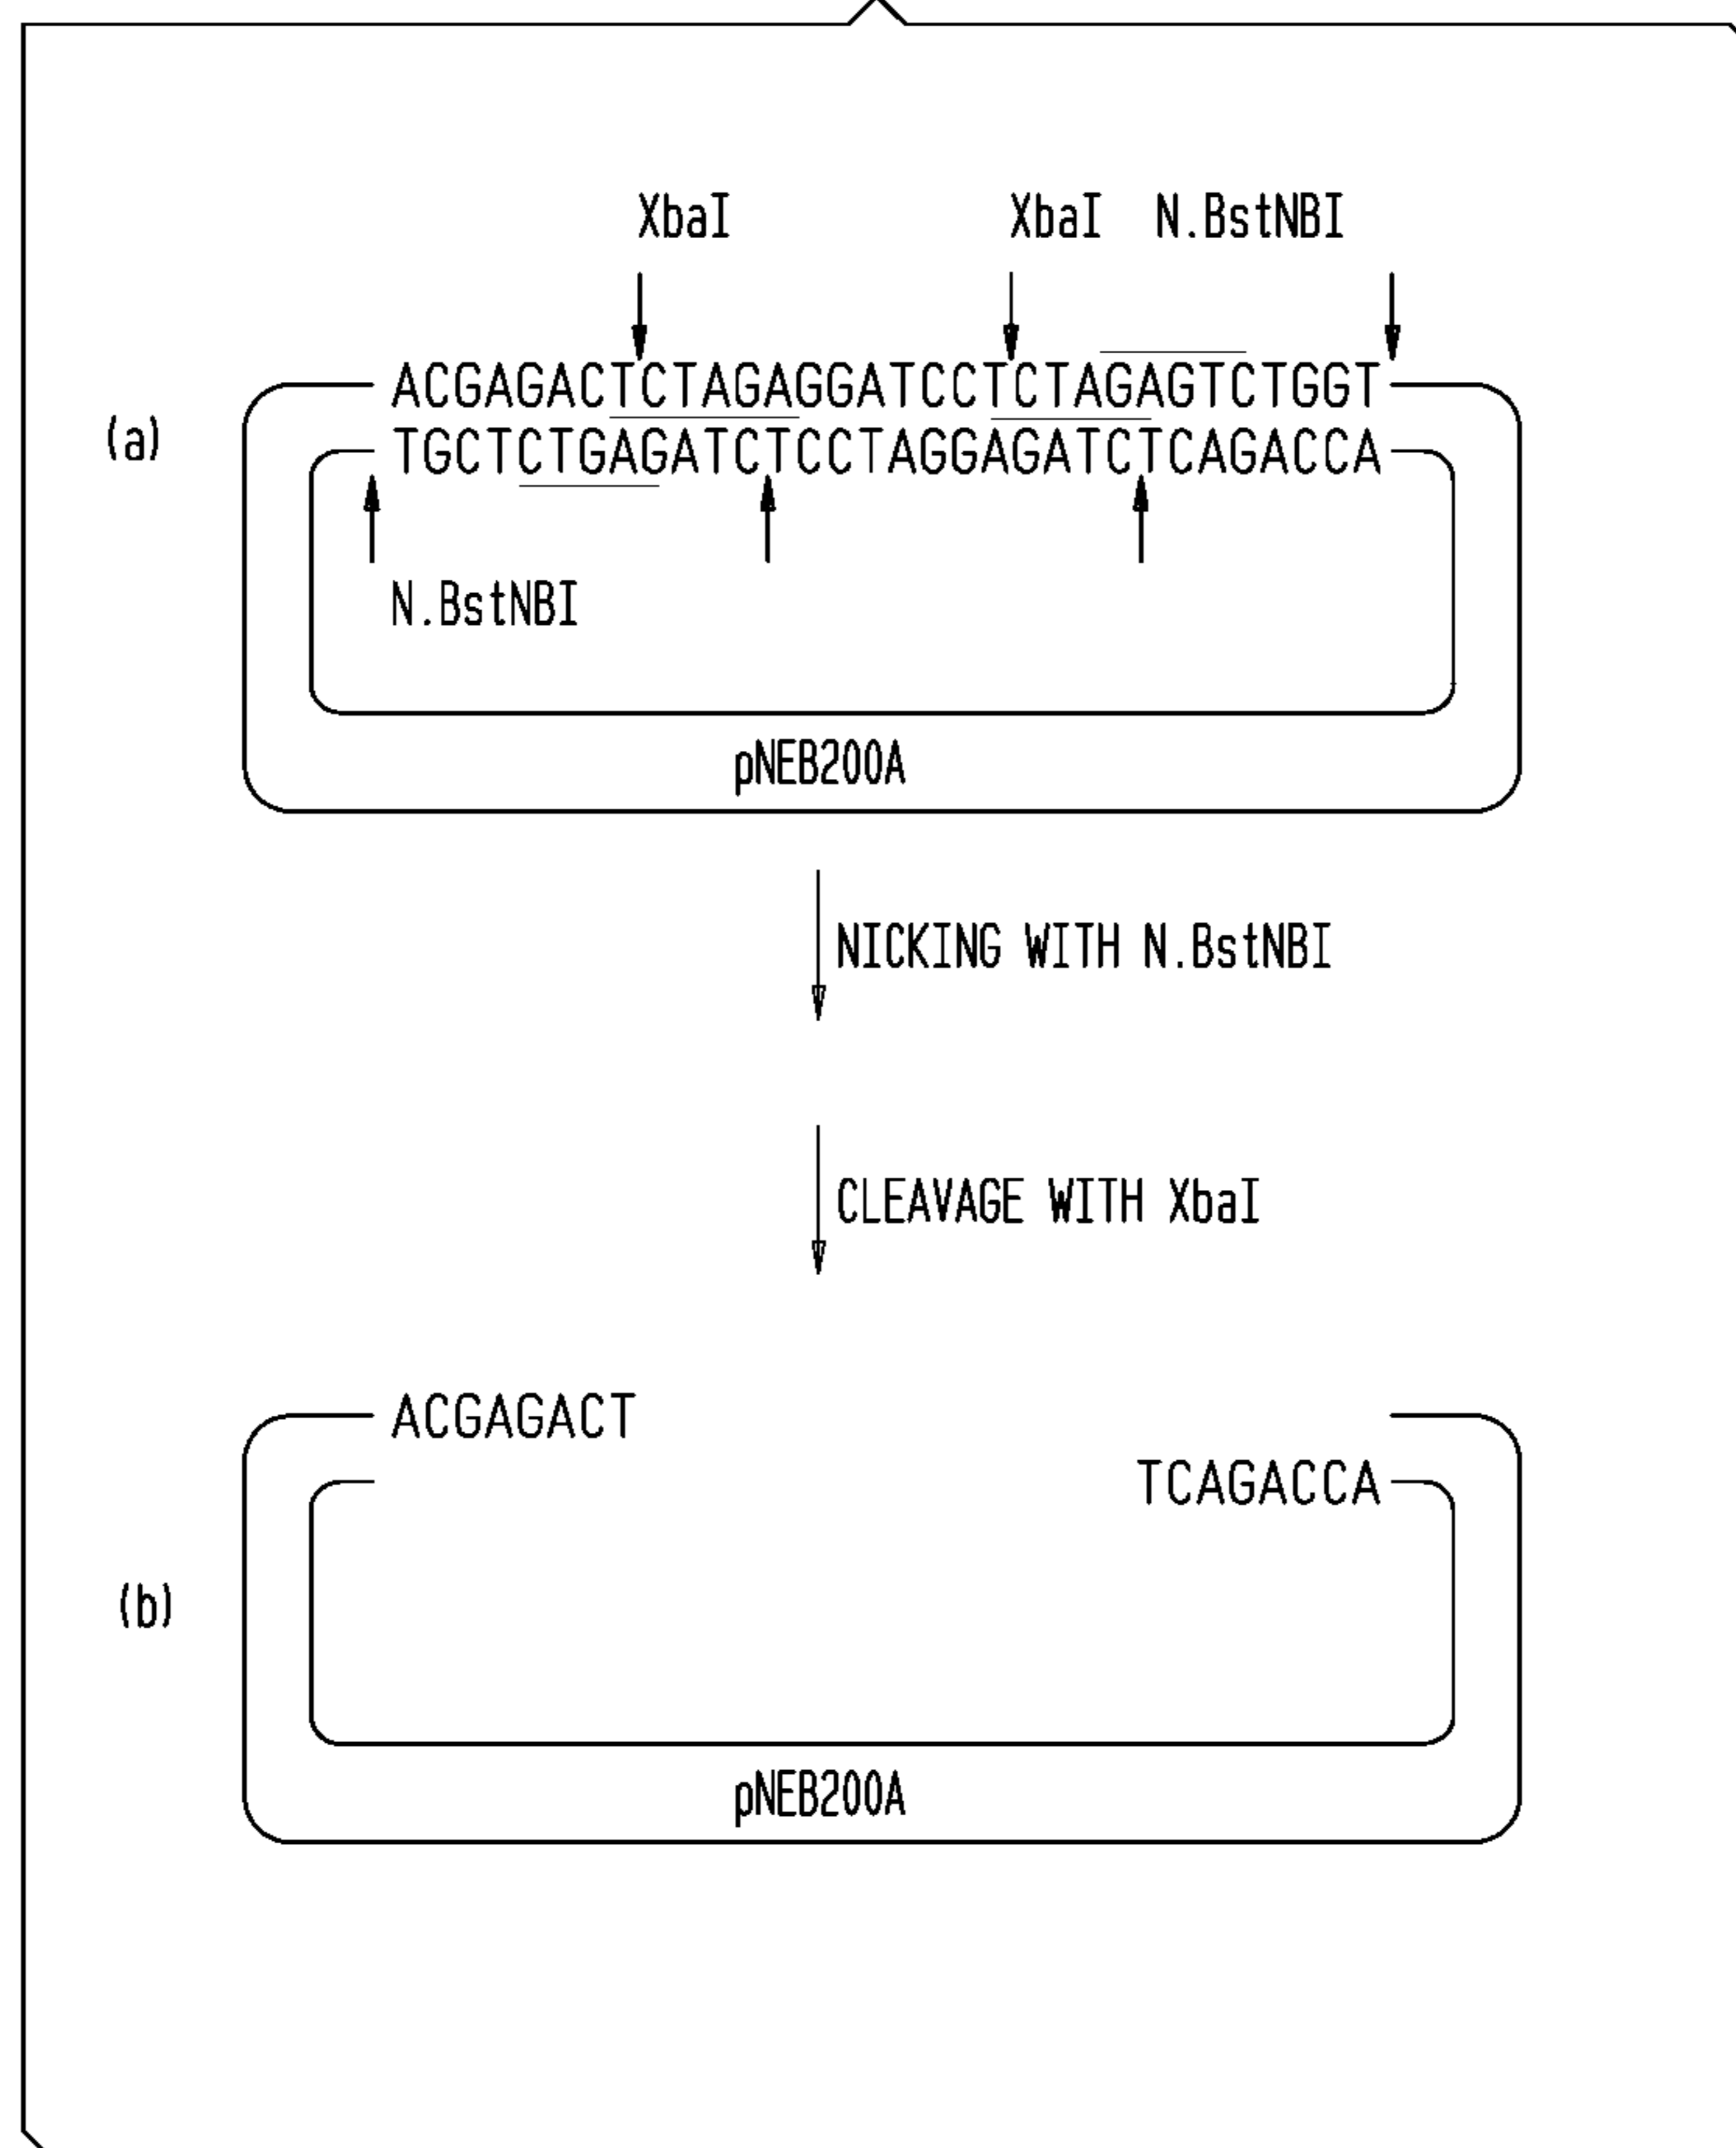 XbaI XbaI N.BstNBI
ACGAGACTCTAGAGGATCCTCTAGAGTCTGGT
(a)
TGCTCTGAGATCTCCTAGGAGATCTCAGACCA
N.BstNBI
pNEB200A
NICKING WITH N.BstNBI
CLEAVAGE WITH XbaI
ACGAGACT
TCAGACCA
(b)
pNEB200A